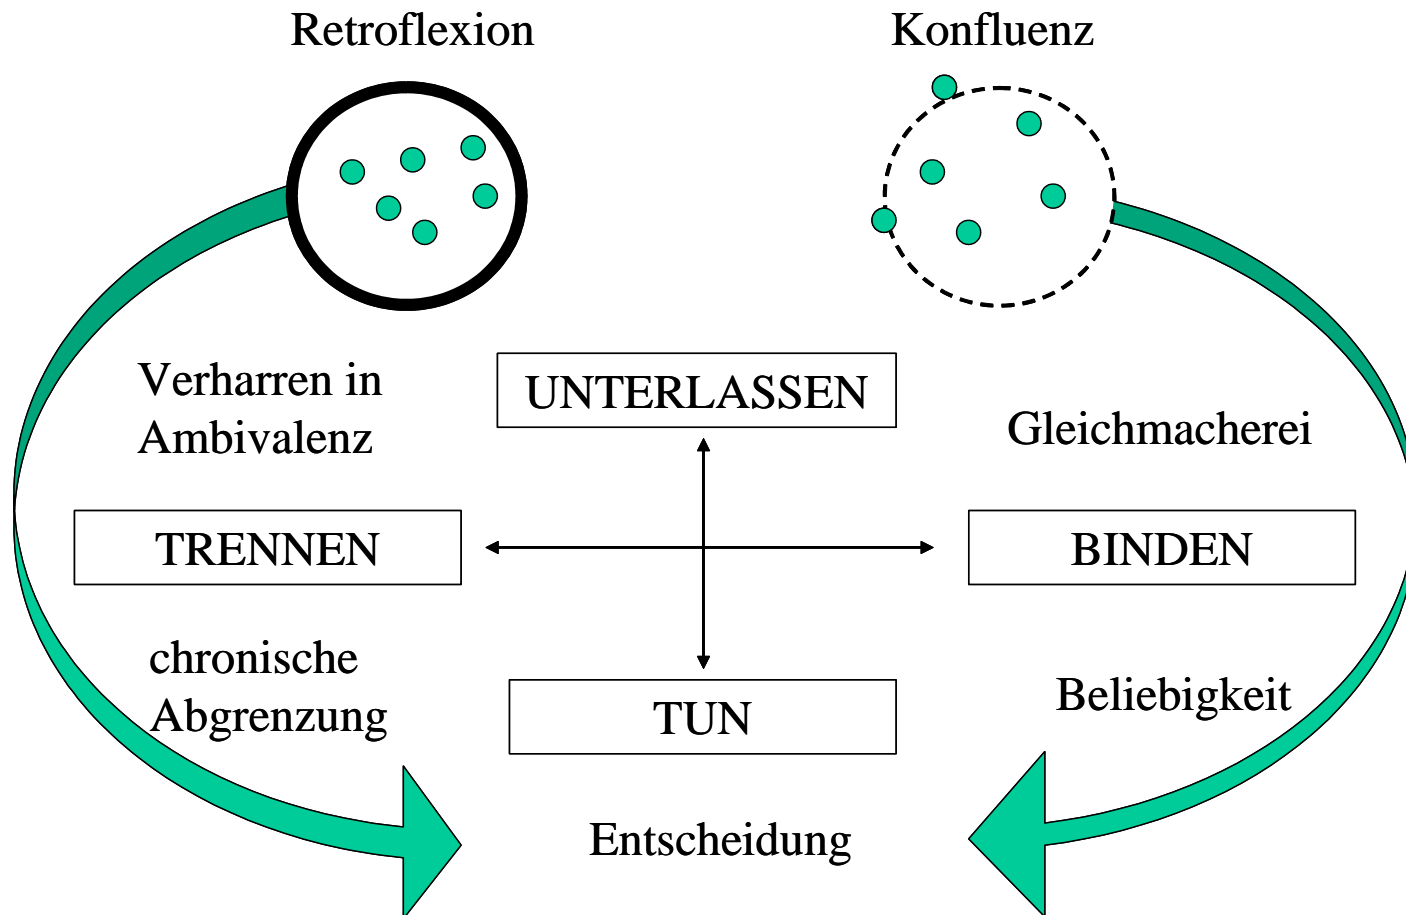 Retroflexion
Konfluenz
Verharren in
Ambivalenz
UNTERLASSEN
Gleichmacherei
TRENNEN
BINDEN
chronische
Abgrenzung
Beliebigkeit
TUN
Entscheidung